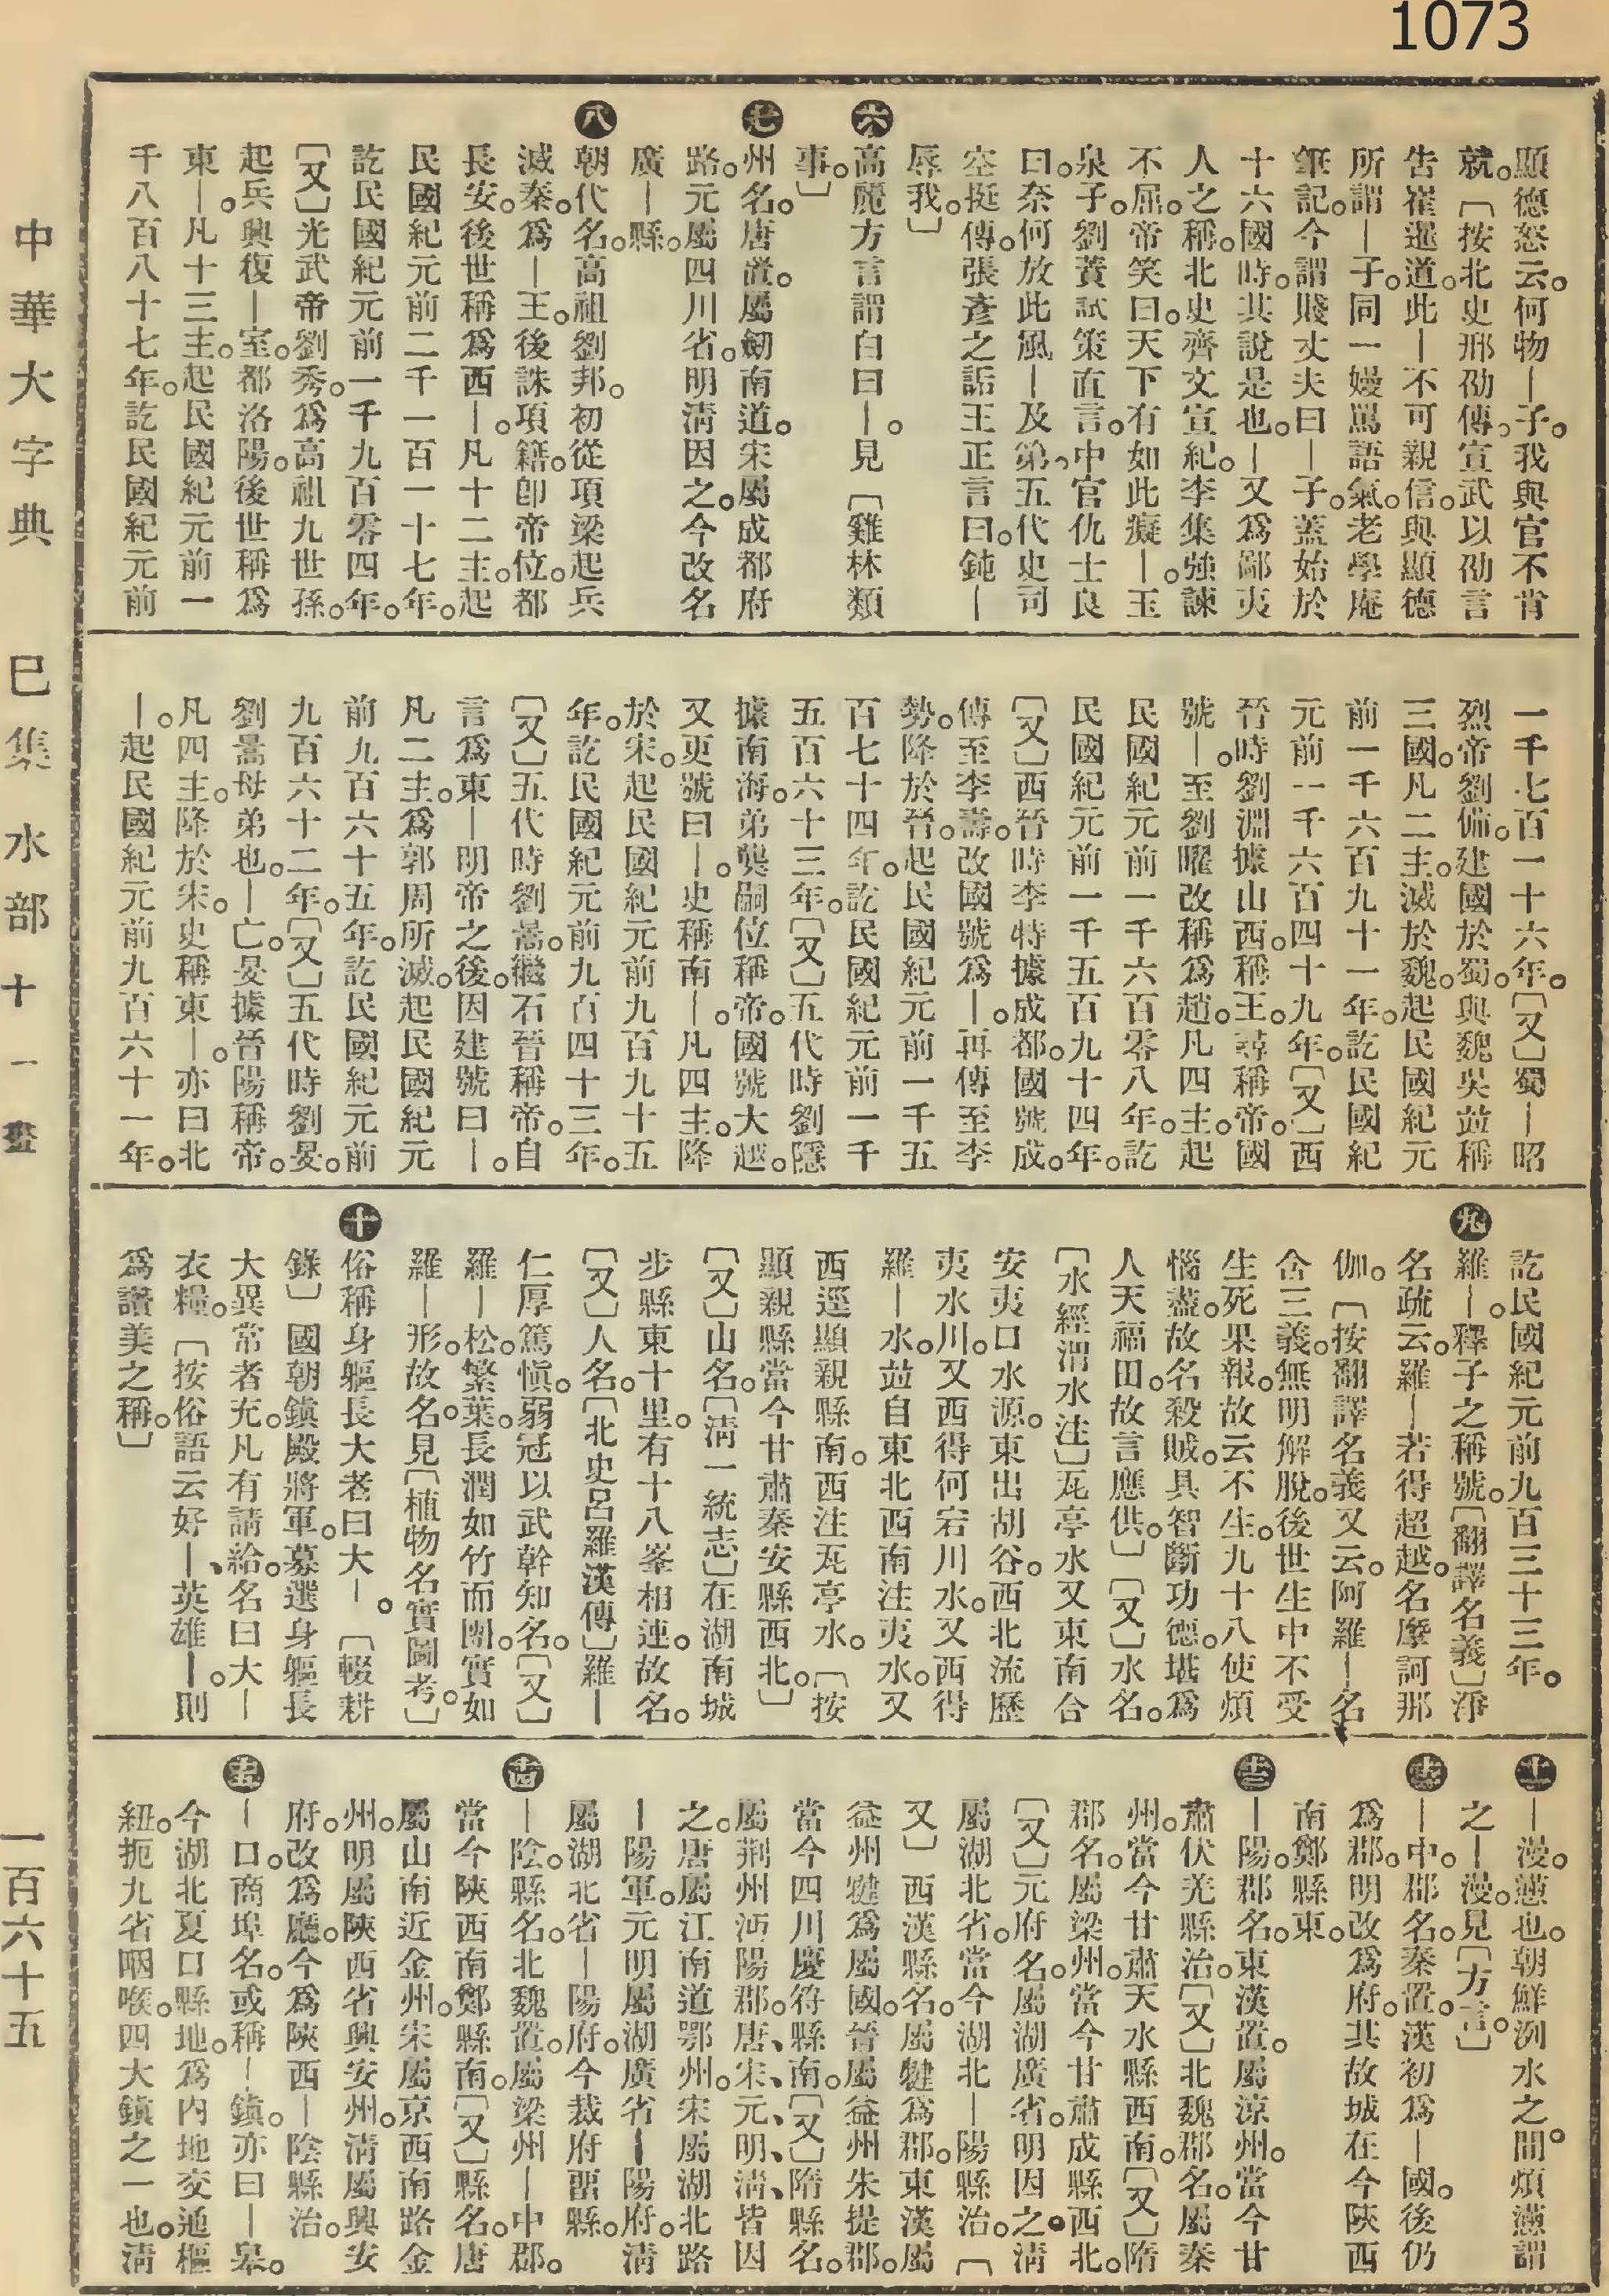 1073
顯德怒云。何物｜子。我與官不肯
就。〔按北史邢劭傳。宣武以劭言
告崔暹道。此｜不可親信。與顯德
所謂｜子。同一嫚罵語氣。老學庵
筆記。今謂賤丈夫曰｜子。蓋始於
十六國時。其說是也。｜又爲鄙夷
人之稱。北史齊文宣紀。李集強諫
不屈。帝笑曰。天下有如此癡｜。玉
泉子。劉蕡試策直言。中官仇士良
曰。奈何放此風｜及第。五代史司
空挺傳。張彥之詬王正言曰。鈍｜
辱我。〕
六 高麗方言謂白曰｜。見〔雞林類
事。〕
七 州名。唐置。屬劒南道。宋屬成都府
路。元屬四川省。明清因之。今改名
廣｜縣。
八 朝代名。高祖劉邦。初從項梁起兵
滅秦。爲｜王。後誅項籍。卽帝位。都
長安。後世稱爲西｜。凡十二主。起
民國紀元前二千一百一十七年。
訖民國紀元前一千九百零四年。
〔又〕光武帝劉秀。爲高祖九世孫。
起兵興復｜室。都洛陽。後世稱爲
東｜。凡十三主。起民國紀元前一
千八百八十七年。訖民國紀元前
一千七百一十六年。〔又〕蜀｜昭
烈帝劉備。建國於蜀。與魏吳竝稱
三國。凡二主。滅於魏。起民國紀元
前一千六百九十一年。訖民國紀
元前一千六百四十九年。〔又〕西
晉時劉淵據山西。稱王。尋稱帝。國
號｜。至劉曜改稱爲趙。凡四主。起
民國紀元前一千六百零八年。訖
民國紀元前一千五百九十四年。
〔又〕西晉時李特據成都。國號成。
傳至李壽。改國號爲｜。再傳至李
勢。降於晉。起民國紀元前一千五
百七十四年。訖民國紀元前一千
五百六十三年。〔又〕五代時劉隱
據南海。弟龑嗣位稱帝。國號大越。
又更號曰｜。史稱南｜。凡四主。降
於宋。起民國紀元前九百九十五
年。訖民國紀元前九百四十三年。
〔又〕五代時劉暠。繼石晉稱帝。自
言爲東｜明帝之後。因建號曰｜。
凡二主。爲郭周所滅。起民國紀元
前九百六十五年。訖民國紀元前
九百六十二年。〔又〕五代時劉旻。
劉暠母弟也。｜亡。旻據晉陽稱帝。
凡四主。降於宋。史稱東｜。亦曰北
｜。起民國紀元前九百六十一年。
訖民國紀元前九百三十三年。
九 羅｜。釋子之稱號。〔翻譯名義〕淨
名疏云。羅｜若得超越。名摩訶那
伽。〔按翻譯名義又云。阿羅｜名
含三義。無明解脫。後世生中不受
生死果報。故云不生。九十八使煩
惱盡。故名殺賊。具智斷功德。堪爲
人天福田。故言應供。〕〔又〕水名。
〔水經渭水注〕瓦亭水又東南合
安夷口水源。東出胡谷。西北流歷
夷水川。又西得何宕川水。又西得
羅｜水。竝自東北西南注夷水。又
西逕顯親縣南。西注瓦亭水。〔按
顯親縣當今甘肅秦安縣西北。〕
〔又〕山名。〔清一統志〕在湖南城
步縣東十里。有十八峯相連。故名。
〔又〕人名。〔北史呂羅漢傳〕羅｜
仁厚篤愼。弱冠以武幹知名。〔又〕
羅｜松。繁葉。長潤如竹而團。實如
羅｜形。故名。見〔植物名實圖考。〕
十 俗稱身軀長大者曰大｜。〔輟耕
錄〕國朝鎭殿將軍。募選身軀長
大異常者充。凡有請給。名曰大｜
衣糧。〔按俗語云好｜、英雄｜。則
爲讚美之稱。〕
十一 ｜漫。懣也。朝鮮洌水之閒。煩懣謂
之｜漫。見〔方言。〕
十二 ｜中。郡名。秦置。漢初爲｜國。後仍
爲郡。明改爲府。其故城在今陝西
南鄭縣東。
十三 ｜陽。郡名。東漢置。屬涼州。當今甘
肅伏羌縣治。〔又〕北魏郡名。屬秦
州。當今甘肅天水縣西南。〔又〕隋
郡名。屬梁州。當今甘肅成縣西北。
〔又〕元府名。屬湖廣省。明因之。清
屬湖北省。當今湖北｜陽縣治。〔
又〕西漢縣名。屬犍爲郡。東漢屬
益州犍爲屬國。晉屬益州朱提郡。
當今四川慶符縣南。〔又〕隋縣名。
屬荆州沔陽郡。唐、宋、元、明、清、皆因
之。唐屬江南道鄂州。宋屬湖北路
｜陽軍。元明屬湖廣省｜陽府。清
屬湖北省｜陽府。今裁府畱縣。
十四 ｜陰。縣名。北魏置。屬梁州｜中郡。
當今陝西南鄭縣南。〔又〕縣名。唐
屬山南近金州。宋屬京西南路金
州。明屬陝西省興安州。清屬興安
府。改爲廳。今爲陝西｜陰縣治。
十五 ｜口。商埠名。或稱｜鎭。亦曰｜臯。
今湖北夏口縣地。爲內地交通樞
紐。扼九省咽喉。四大鎭之一也。清
中華大字典 巳集 水部 十一畫 一百六十五